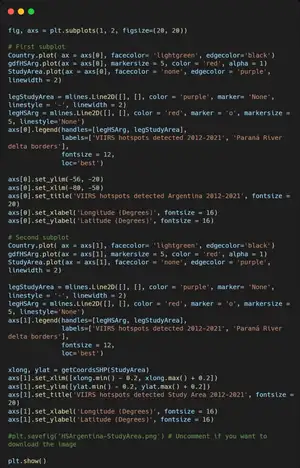 fig, axs = plt.subplots(1, 2, figsize=(20, 20))
# First subplot
Country.plot( ax = axs[0], facecolor= 'lightgreen', edgecolor='black')
gdfHSArg.plot(ax = axs[0], markersize = 5, color = 'red', alpha = 1)
StudyArea.plot(ax = axs[0], facecolor = 'none', edgecolor = 'purple',
linewidth = 2)
legStudyArea = mlines.Line2D([], [], color = 'purple', marker= 'None',
linestyle = '-', linewidth = 2)
legHSArg = mlines.Line2D([], [], color = 'red', marker = 'o', markersize =
5, linestyle='None')
axs[0].legend(handles=[legHSArg, legStudyArea],
labels=['VIIRS hotspots detected 2012-2021', 'Paraná River
delta borders'],
fontsize = 12,
loc='best')
axs[0].set_ylim(-56, -20)
axs[0].set_xlim(-80, -50)
axs[0].set_title('VIIRS hotspots detected Argentina 2012-2021', fontsize =
20)
axs[0].set_xlabel('Longitude (Degrees)', fontsize = 16)
axs[0].set_ylabel('Latitude (Degrees)', fontsize = 16)
# Second subplot
Country.plot( ax = axs[1], facecolor= 'lightgreen', edgecolor='black')
gdfHSArg.plot(ax = axs[1], markersize = 5, color = 'red', alpha = 1)
StudyArea.plot(ax = axs[1], facecolor = 'none', edgecolor = 'purple',
linewidth = 2)
legStudyArea = mlines.Line2D([], [], color = 'purple', marker= 'None',
linestyle = '-', linewidth = 2)
legHSArg = mlines.Line2D([], [], color = 'red', marker = 'o', markersize =
5, linestyle='None')
axs[1].legend(handles=[legHSArg, legStudyArea],
labels=['VIIRS hotspots detected 2012-2021', 'Paraná River
delta borders'],
fontsize = 12,
loc='best')
xlong, ylat = getCoordsSHP(StudyArea)
axs[1].set_xlim([xlong.min() - 0.2, xlong.max() + 0.2])
axs[1].set_ylim([ylat.min() - 0.2, ylat.max() + 0.2])
axs[1].set_title('VIIRS hotspots detected Study Area 2012-2021', fontsize =
20)
axs[1].set_xlabel('Longitude (Degrees)', fontsize = 16)
axs[1].set_ylabel('Latitude (Degrees)', fontsize = 16)
#plt.savefig('HSArgentina-StudyArea.png') # Uncomment if you want to
download the image
plt.show()